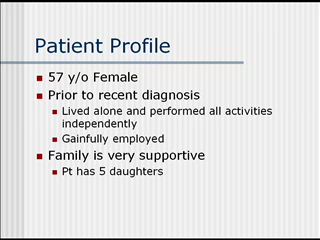 Patient Profile
57 y/o Female
Prior to recent diagnosis
Lived alone and performed all activities
independently
Gainfully employed
Family is very supportive
Pt has 5 daughters